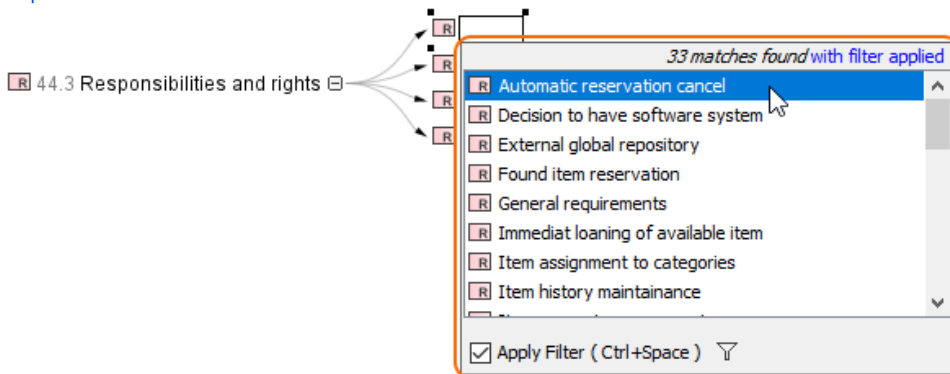 R
R 44.3 Responsibilities and rights
R
R
R
33 matches found with filter applied
R Automatic reservation cancel
R Decision to have software system
R External global repository
R Found item reservation
R General requirements
R Immediat loaning of available item
R Item assignment to categories
R Item history maintainance
Apply Filter ( Ctrl+Space )